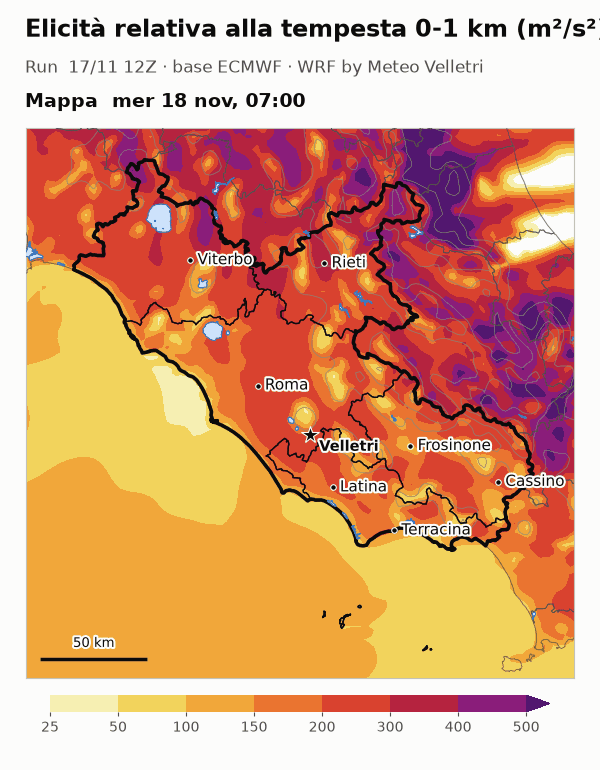 Elicità relativa alla tempesta 0-1 km (m²/s²)
Run 17/11 12Z · base ECMWF · WRF by Meteo Velletri
Mappa mer 18 nov, 07:00
Viterbo
Rieti
Roma
Velletri
Frosinone
Cassino
Latina
Terracina
50 km
25 50 100 150 200 300 400 500